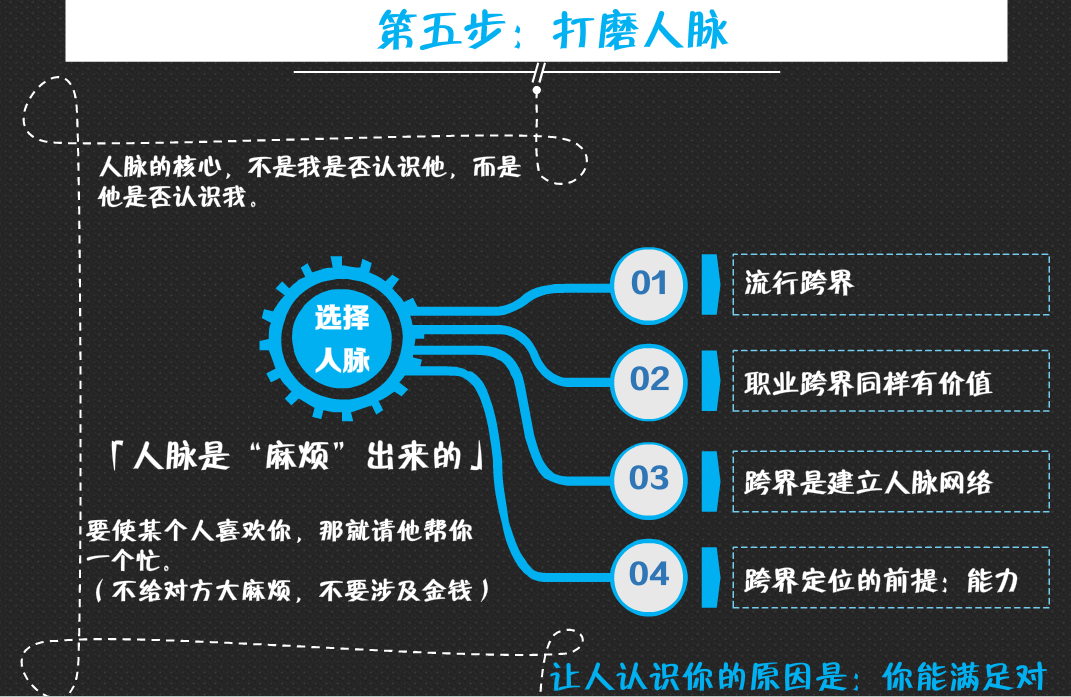 第五步：打磨人脉
人脉的核心，不是我是否认识他，而是
他是否认识我。
选择
人脉
01
流行跨界
02
职业跨界同样有价值
03
跨界是建立人脉网络
04
跨界定位的前提：能力
「人脉是“麻烦”出来的」
要使某个人喜欢你，那就请他帮你
一个忙。
（不给对方大麻烦，不要涉及金钱）
让人认识你的原因是：你能满足对